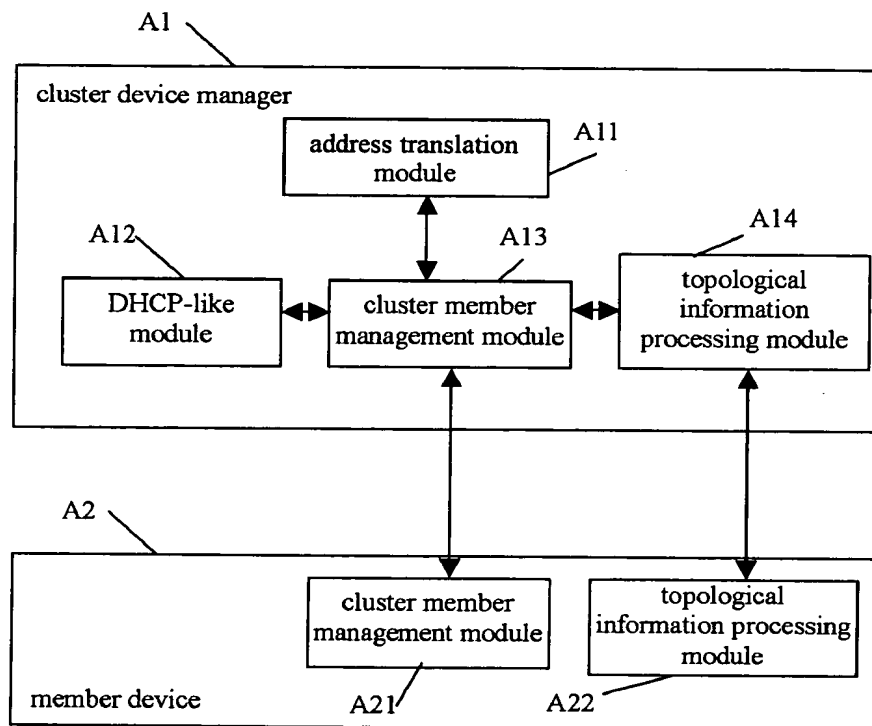 A1
cluster device manager
address translation
module
A11
A12
A13
A14
DHCP-like
module
cluster member
management module
topological
information
processing module
A2
cluster member
management module
topological
information processing
module
member device
A21
A22